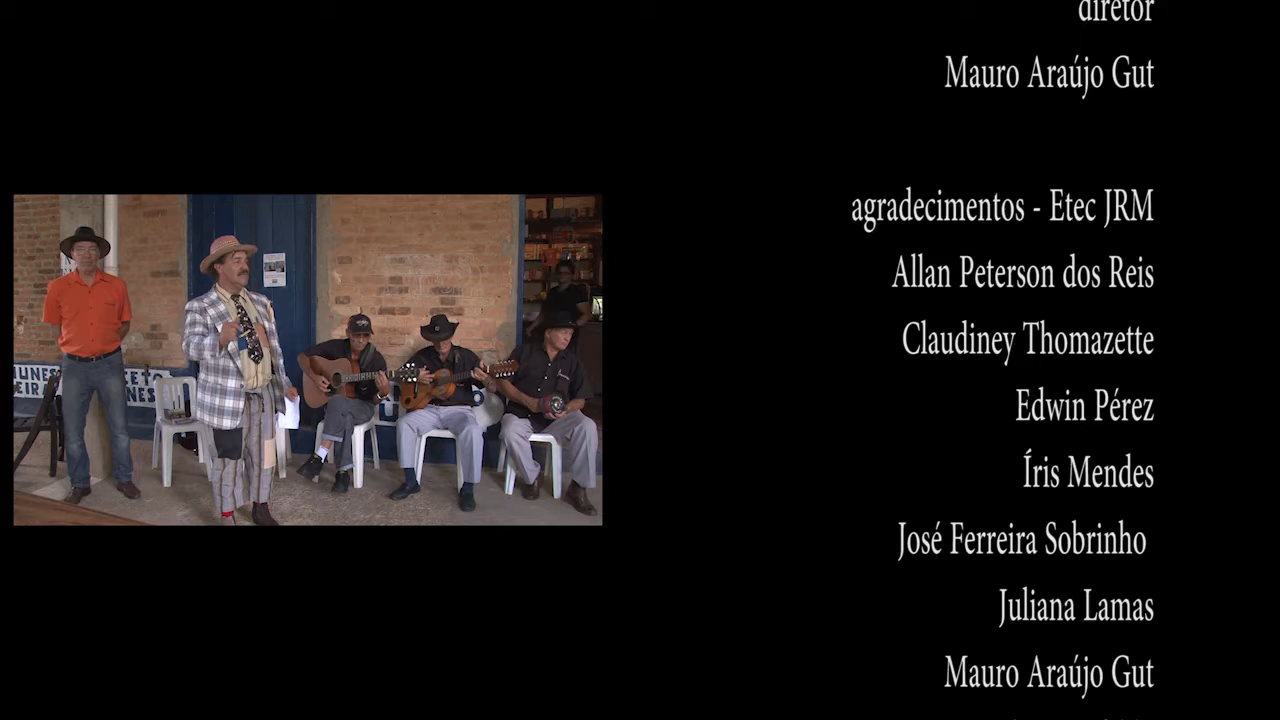 diretor
Mauro Araújo Gut
agradecimentos - Etec JRM
Allan Peterson dos Reis
Claudiney Thomazette
Edwin Pérez
Íris Mendes
José Ferreira Sobrinho
Juliana Lamas
Mauro Araújo Gut